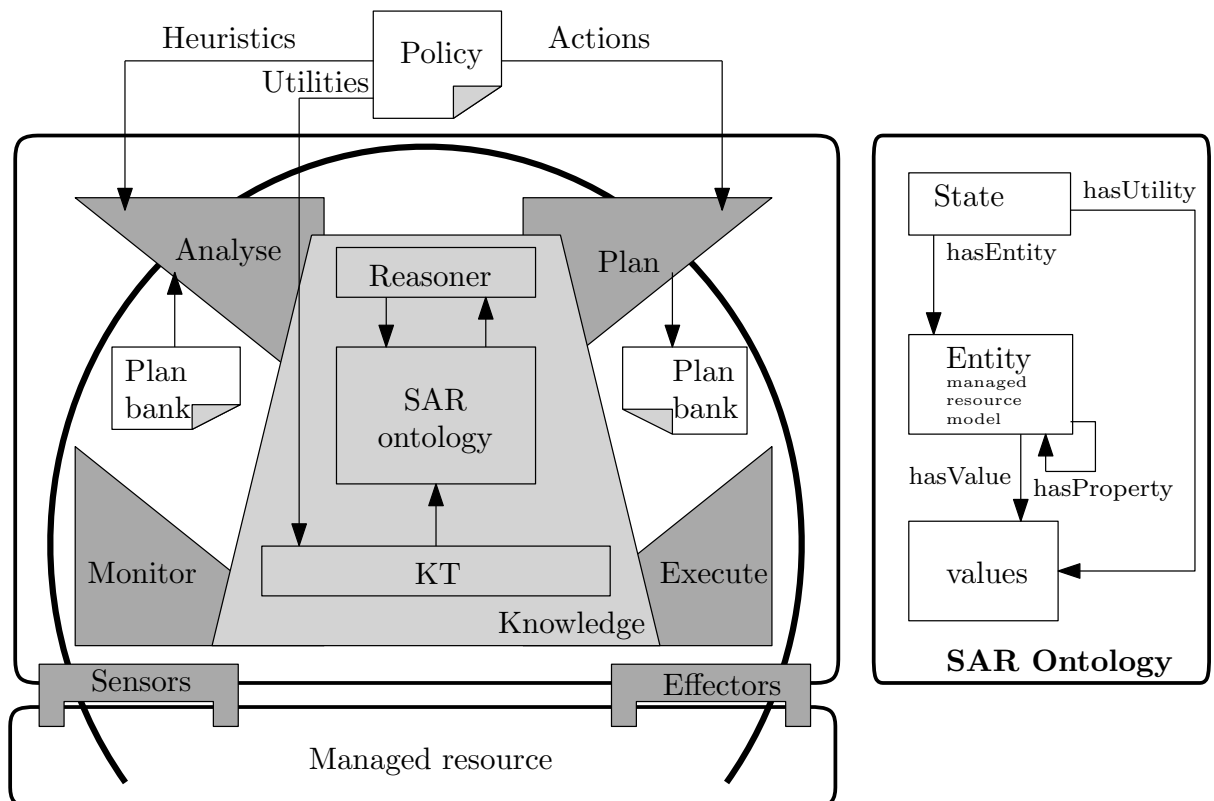 Heuristics
Policy
Actions
Utilities
Analyse
Plan
Reasoner
Plan
bank
SAR
ontology
Plan
bank
Monitor
KT
Execute
Knowledge
Sensors
Effectors
Managed resource
State
hasUtility
hasEntity
Entity
managed
resource
model
hasValue
hasProperty
values
SAR Ontology